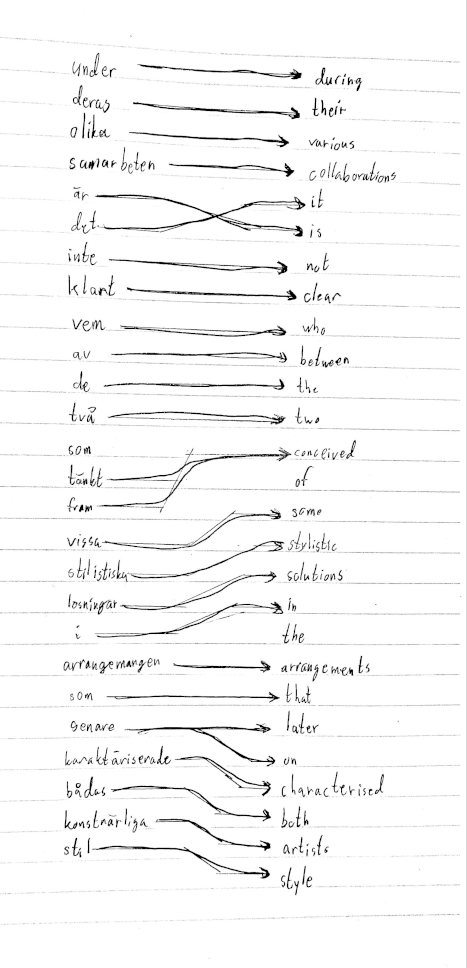 under → during
deras → their
olika → various
samarbeten → collaborations
är it
det is
inte → not
klart → clear
vem → who
av → between
de → the
två → two
som conceived
tänkt of
fram
vissa some
stilistiska stylistic
losningar solutions
i in
the
arrangemangen → arrangements
som → that
senare → later
karaktäriserade on
bådas characterised
konstnärliga both
stil artists
style